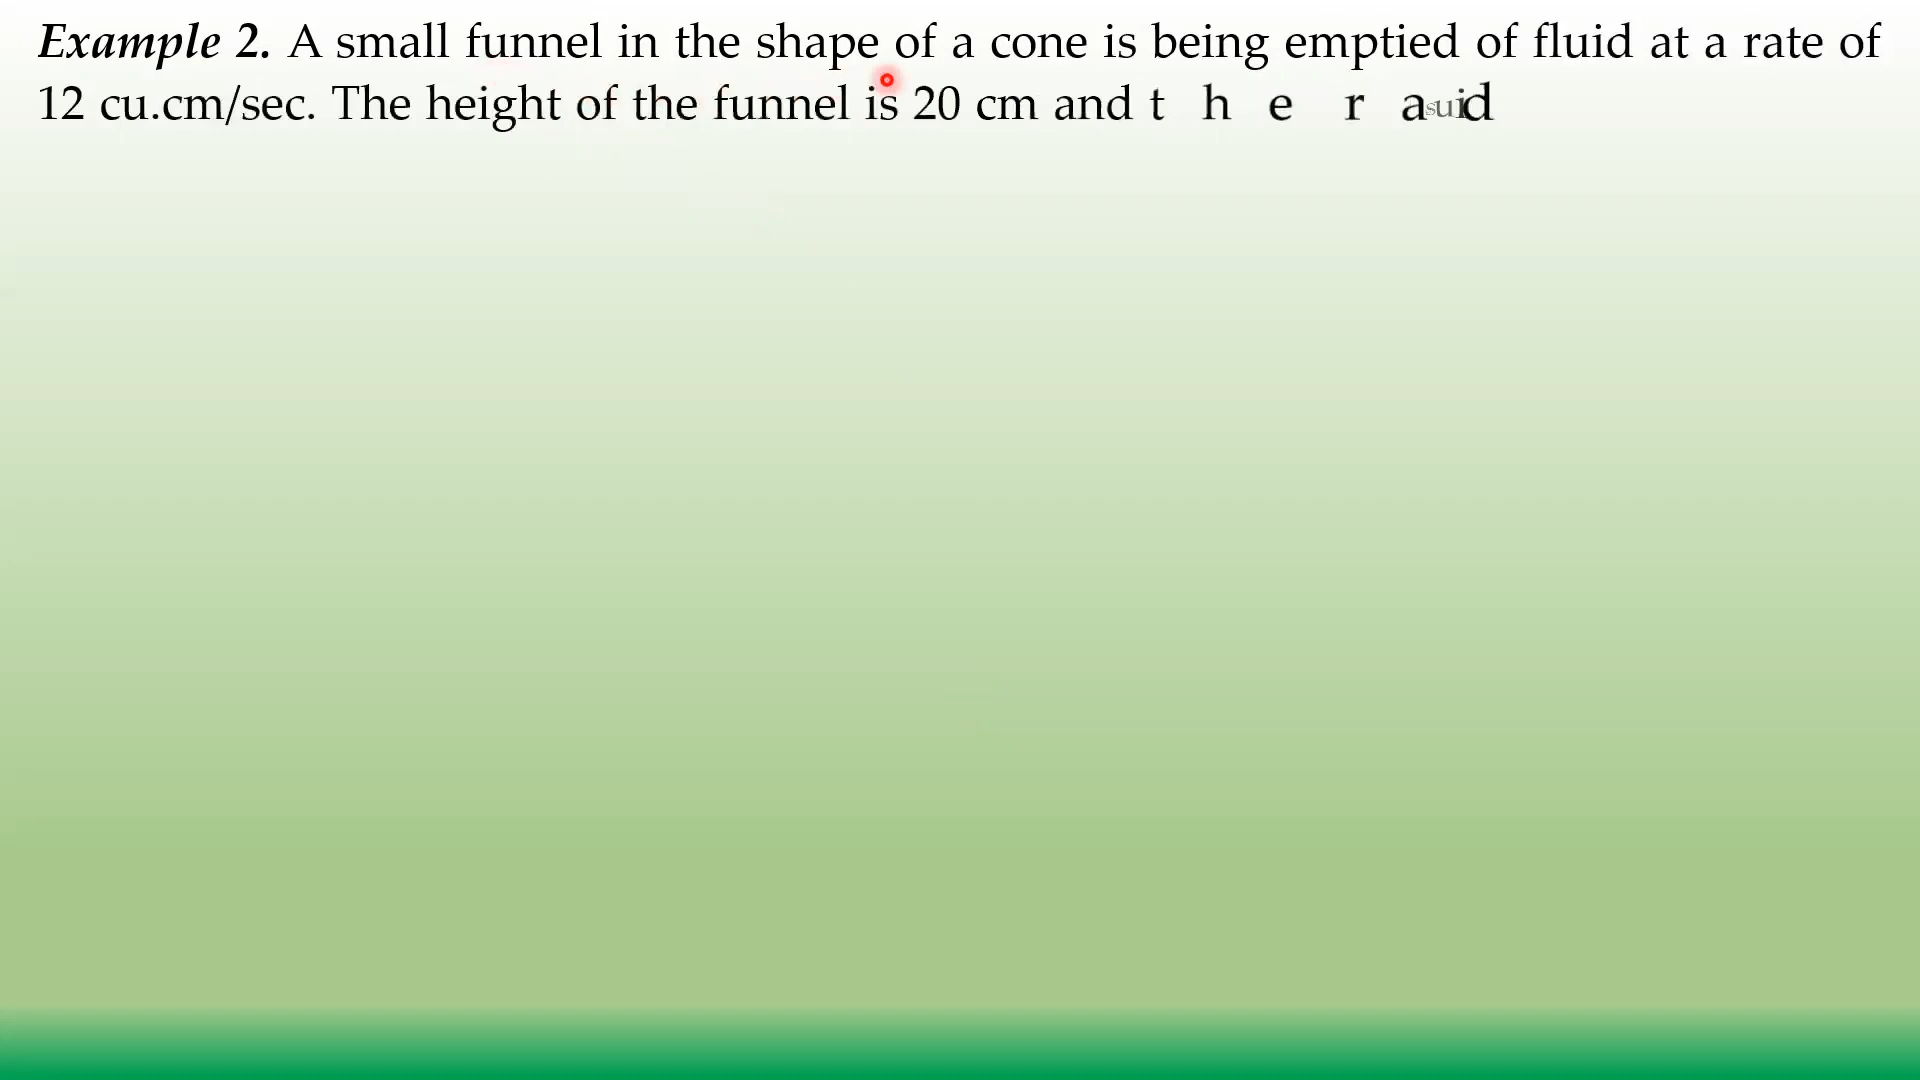 Example 2. A small funnel in the shape of a cone is being emptied of fluid at a rate of
12 cu.cm/sec. The height of the funnel is 20 cm and the